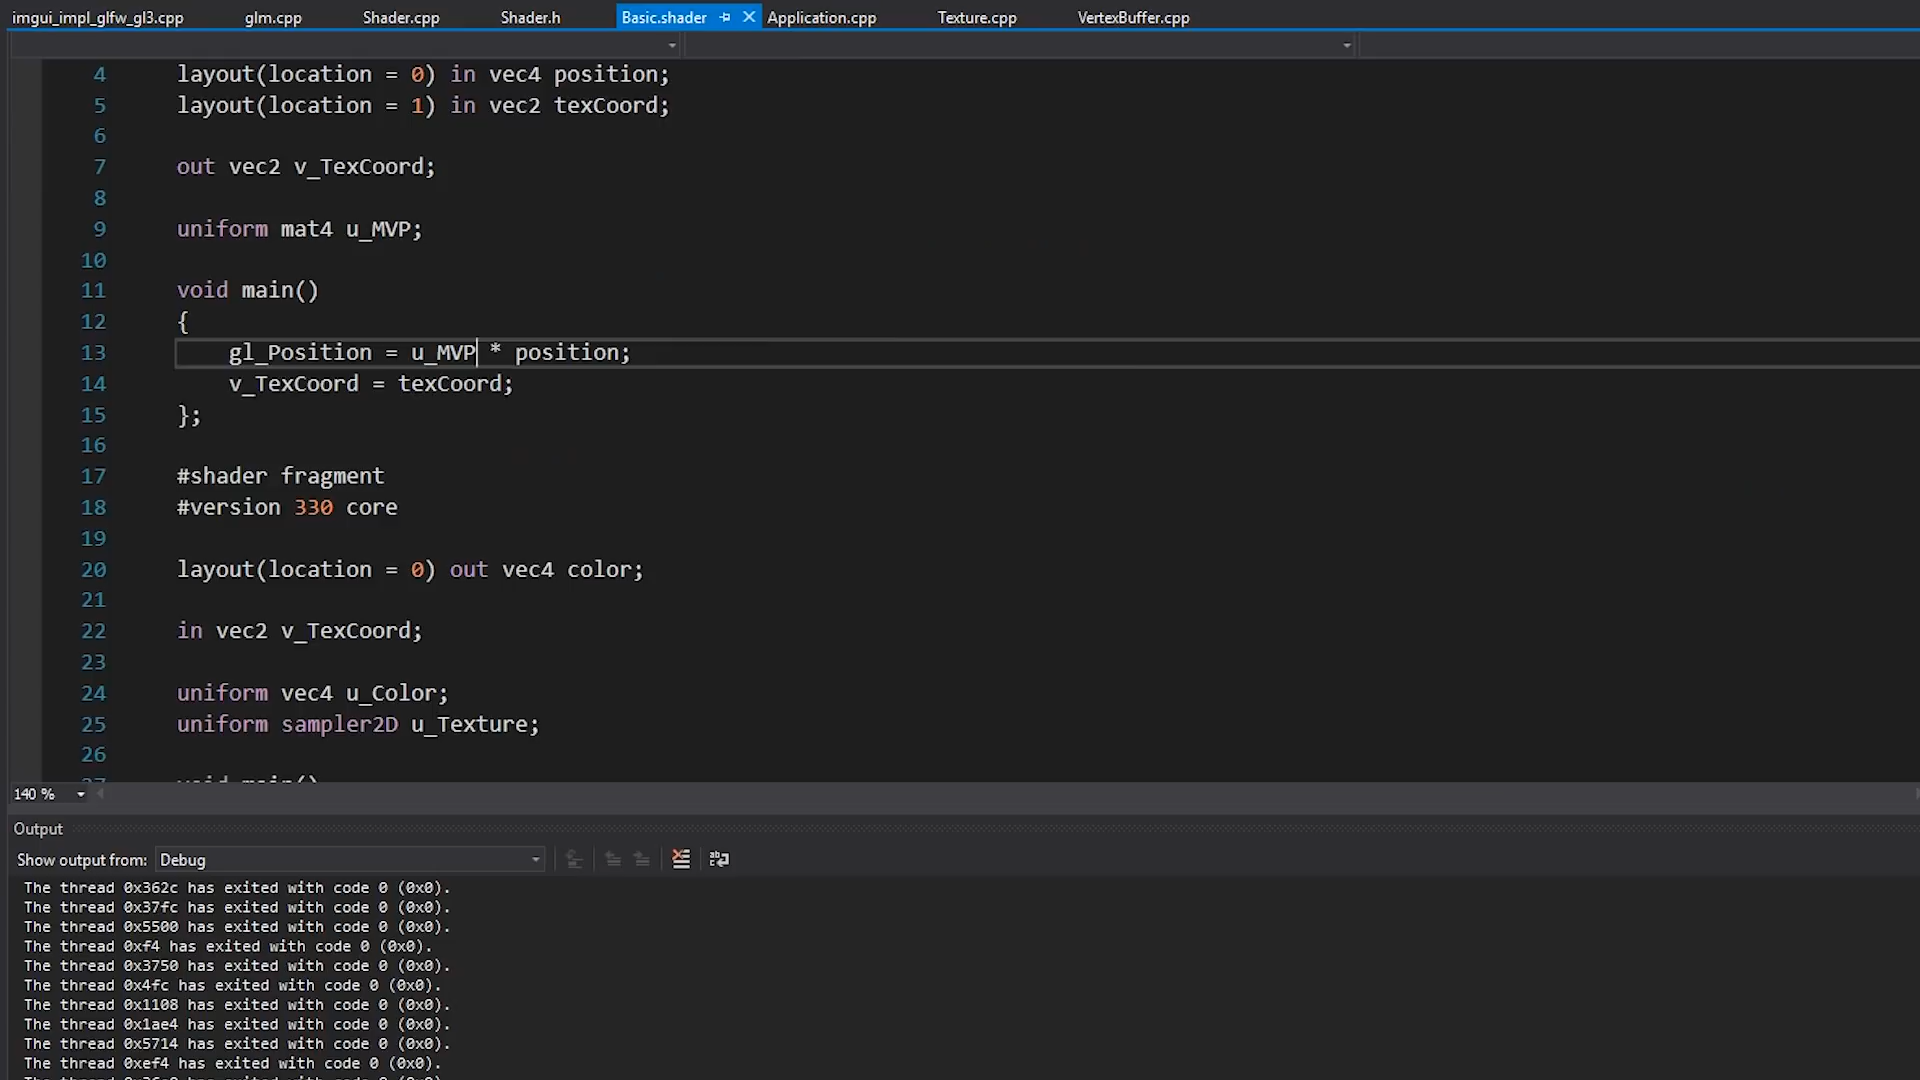 imgui_impl_glfw_gl3.cpp glm.cpp Shader.cpp Shader.h Basic.shader Application.cpp Texture.cpp VertexBuffer.cpp
4 layout(location = 0) in vec4 position;
5 layout(location = 1) in vec2 texCoord;
6
7 out vec2 v_TexCoord;
8
9 uniform mat4 u_MVP;
10
11 void main()
12 {
13 gl_Position = u_MVP * position;
14 v_TexCoord = texCoord;
15 };
16
17 #shader fragment
18 #version 330 core
19
20 layout(location = 0) out vec4 color;
21
22 in vec2 v_TexCoord;
23
24 uniform vec4 u_Color;
25 uniform sampler2D u_Texture;
26
27 void main()
140 %
Output
Show output from: Debug
The thread 0x362c has exited with code 0 (0x0).
The thread 0x37fc has exited with code 0 (0x0).
The thread 0x5500 has exited with code 0 (0x0).
The thread 0xf4 has exited with code 0 (0x0).
The thread 0x3750 has exited with code 0 (0x0).
The thread 0x4fc has exited with code 0 (0x0).
The thread 0x1108 has exited with code 0 (0x0).
The thread 0x1ae4 has exited with code 0 (0x0).
The thread 0x5714 has exited with code 0 (0x0).
The thread 0xef4 has exited with code 0 (0x0).